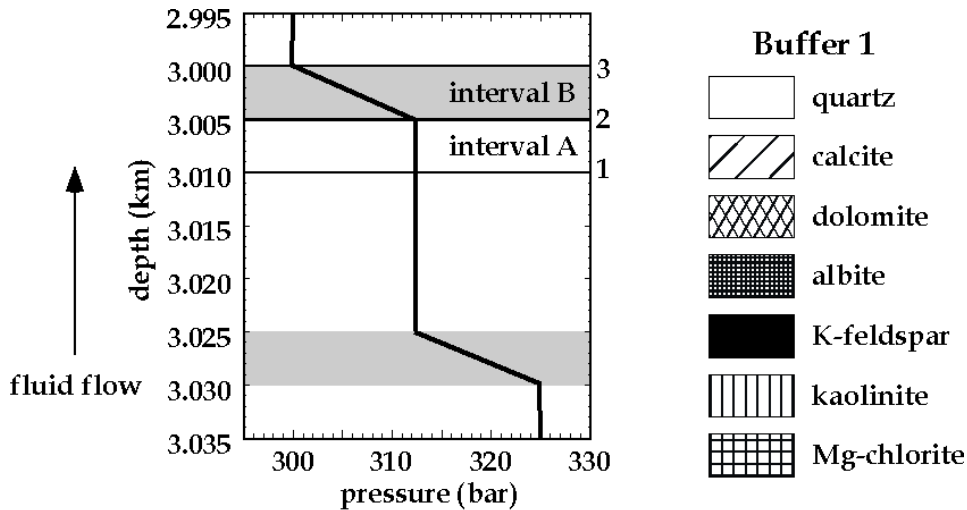 2.995
3.000
3.005
3.010
3.015
3.020
3.025
3.030
3.035
depth (km)
fluid flow
interval B
interval A
3
2
1
300
310
320
330
pressure (bar)
Buffer 1
quartz
calcite
dolomite
albite
K-feldspar
kaolinite
Mg-chlorite